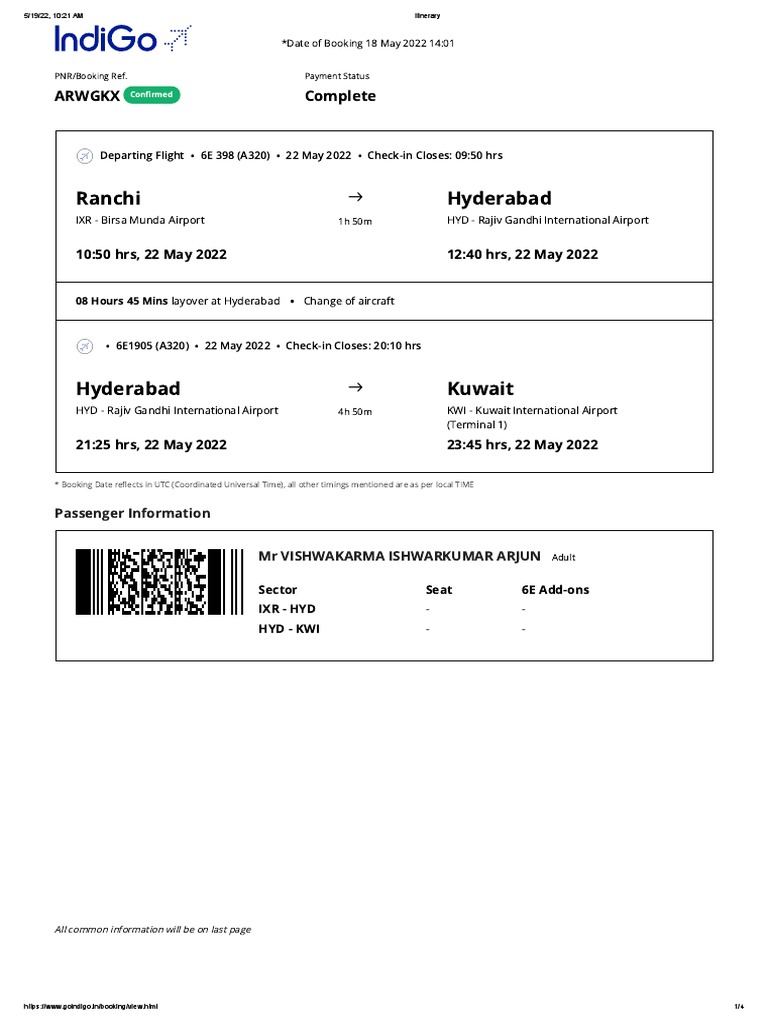 5/19/22, 10:21 AM Itinerary
IndiGo
*Date of Booking 18 May 2022 14:01
PNR/Booking Ref. Payment Status
ARWGKX Confirmed Complete
Departing Flight • 6E 398 (A320) • 22 May 2022 • Check-in Closes: 09:50 hrs
Ranchi → Hyderabad
IXR - Birsa Munda Airport 1h 50m HYD - Rajiv Gandhi International Airport
10:50 hrs, 22 May 2022 12:40 hrs, 22 May 2022
08 Hours 45 Mins layover at Hyderabad • Change of aircraft
• 6E1905 (A320) • 22 May 2022 • Check-in Closes: 20:10 hrs
Hyderabad → Kuwait
HYD - Rajiv Gandhi International Airport 4h 50m KWI - Kuwait International Airport
(Terminal 1)
21:25 hrs, 22 May 2022 23:45 hrs, 22 May 2022
* Booking Date reflects in UTC (Coordinated Universal Time), all other timings mentioned are as per local TIME
Passenger Information
Mr VISHWAKARMA ISHWARKUMAR ARJUN Adult
Sector Seat 6E Add-ons
IXR - HYD - -
HYD - KWI - -
All common information will be on last page
https://www.goindigo.in/booking/view.html 1/4